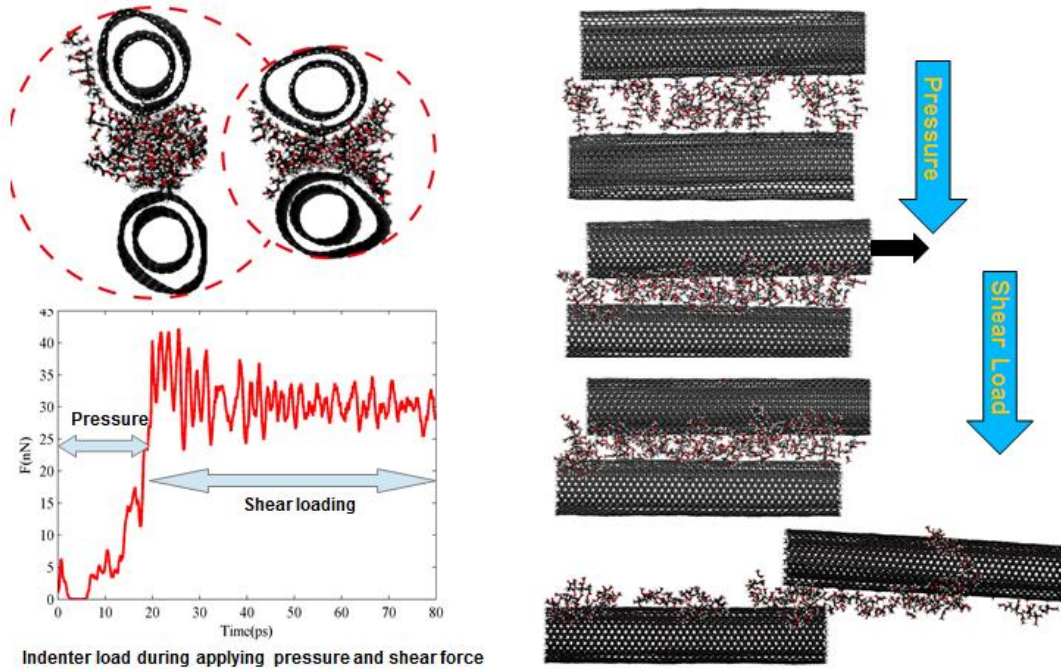 Pressure
Shear Load
45
40
35
30
25
20
15
10
5
0
F(nN)
Pressure
Shear loading
0 10 20 30 40 50 60 70 80
Time(ps)
Indenter load during applying pressure and shear force